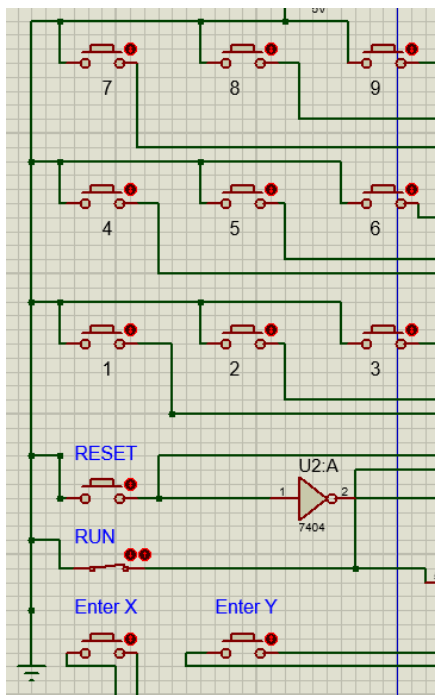 5V
7 8 9
4 5 6
1 2 3
RESET
U2:A
1 2
7404
RUN
Enter X Enter Y